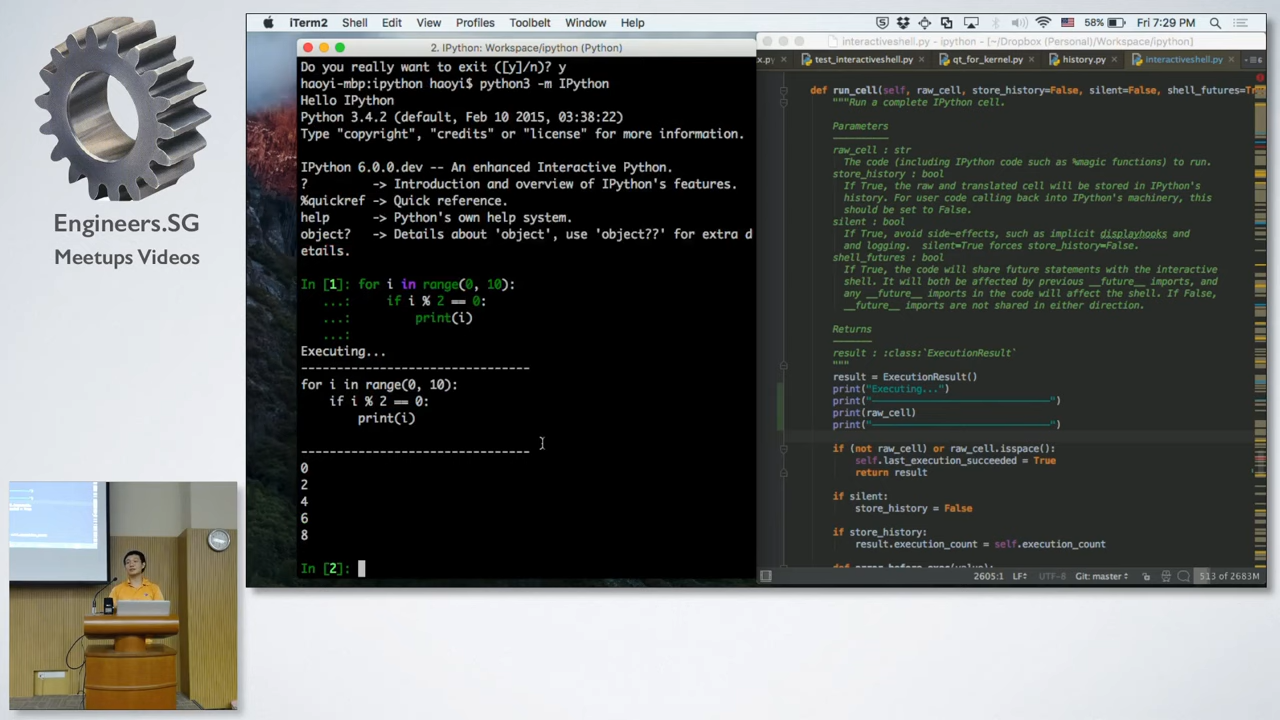 Engineers.SG
Meetups Videos
iTerm2 Shell Edit View Profiles Toolbelt Window Help
58% Fri 7:29 PM
2. IPython: Workspace/ipython (Python)
Do you really want to exit ([y]/n)? y
haoyi-mbp:ipython haoyi$ python3 -m IPython
Hello IPython
Python 3.4.2 (default, Feb 10 2015, 03:38:22)
Type "copyright", "credits" or "license" for more information.
IPython 6.0.0.dev -- An enhanced Interactive Python.
? -> Introduction and overview of IPython's features.
%quickref -> Quick reference.
help -> Python's own help system.
object? -> Details about 'object', use 'object??' for extra d
etails.
In [1]: for i in range(0, 10):
...: if i % 2 == 0:
...: print(i)
...:
Executing...
------------------------------
for i in range(0, 10):
if i % 2 == 0:
print(i)
------------------------------
0
2
4
6
8
In [2]:
interactiveshell.py - ipython - [~/Dropbox (Personal)/Workspace/ipython]
x.py test_interactiveshell.py qt_for_kernel.py history.py interactiveshell.py
def run_cell(self, raw_cell, store_history=False, silent=False, shell_futures=Tru
"""Run a complete IPython cell.
Parameters
----------
raw_cell : str
The code (including IPython code such as %magic functions) to run.
store_history : bool
If True, the raw and translated cell will be stored in IPython's
history. For user code calling back into IPython's machinery, this
should be set to False.
silent : bool
If True, avoid side-effects, such as implicit displayhooks and
and logging. silent=True forces store_history=False.
shell_futures : bool
If True, the code will share future statements with the interactive
shell. It will both be affected by previous __future__ imports, and
any __future__ imports in the code will affect the shell. If False,
__future__ imports are not shared in either direction.
Returns
-------
result : :class:`ExecutionResult`
"""
result = ExecutionResult()
print("Executing...")
print("------------------------------")
print(raw_cell)
print("------------------------------")
if (not raw_cell) or raw_cell.isspace():
self.last_execution_succeeded = True
return result
if silent:
store_history = False
if store_history:
result.execution_count = self.execution_count
2605:1 LF UTF-8 Git: master 513 of 2683M